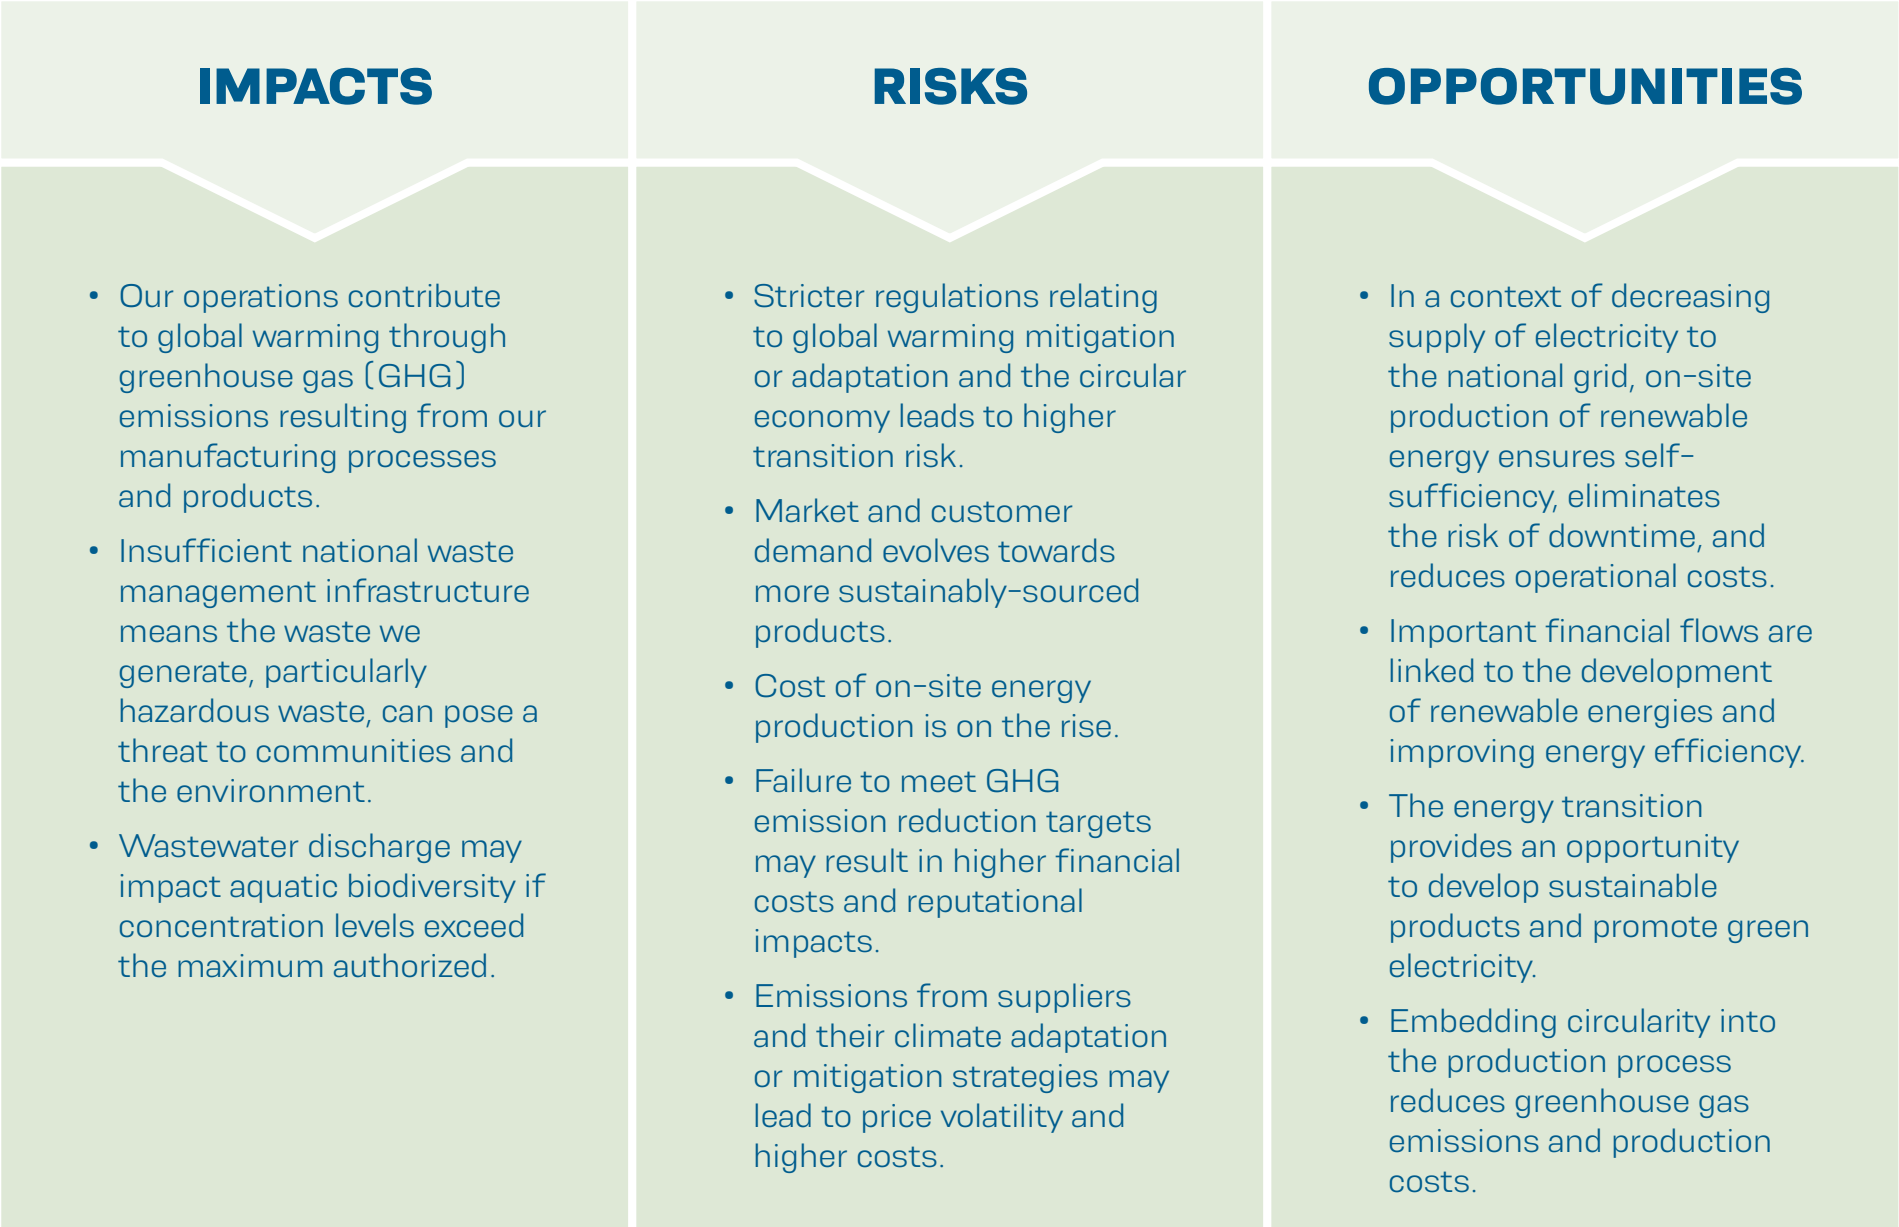 IMPACTS
• Our operations contribute
to global warming through
greenhouse gas (GHG)
emissions resulting from our
manufacturing processes
and products.
• Insufficient national waste
management infrastructure
means the waste we
generate, particularly
hazardous waste, can pose a
threat to communities and
the environment.
• Wastewater discharge may
impact aquatic biodiversity if
concentration levels exceed
the maximum authorized.
RISKS
• Stricter regulations relating
to global warming mitigation
or adaptation and the circular
economy leads to higher
transition risk.
• Market and customer
demand evolves towards
more sustainably-sourced
products.
• Cost of on-site energy
production is on the rise.
• Failure to meet GHG
emission reduction targets
may result in higher financial
costs and reputational
impacts.
• Emissions from suppliers
and their climate adaptation
or mitigation strategies may
lead to price volatility and
higher costs.
OPPORTUNITIES
• In a context of decreasing
supply of electricity to
the national grid, on-site
production of renewable
energy ensures self-
sufficiency, eliminates
the risk of downtime, and
reduces operational costs.
• Important financial flows are
linked to the development
of renewable energies and
improving energy efficiency.
• The energy transition
provides an opportunity
to develop sustainable
products and promote green
electricity.
• Embedding circularity into
the production process
reduces greenhouse gas
emissions and production
costs.